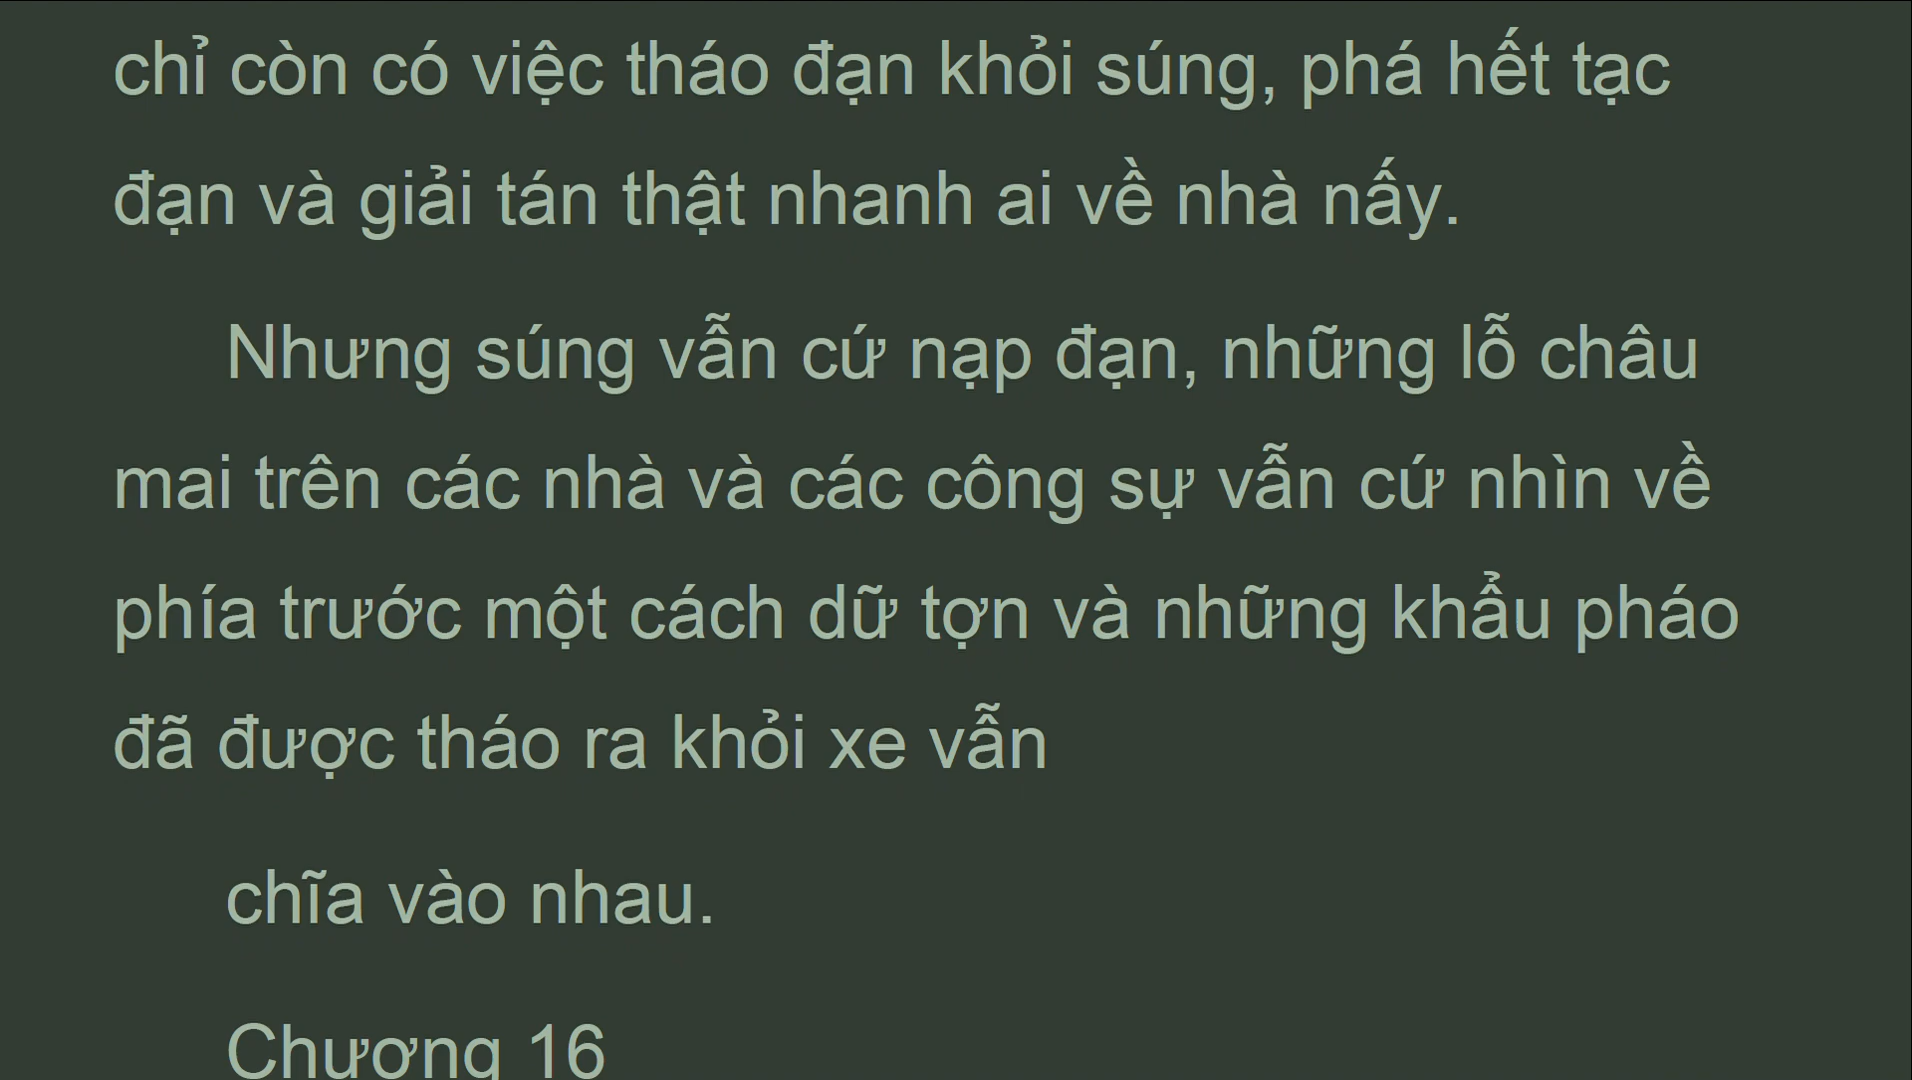 chỉ còn có việc tháo đạn khỏi súng, phá hết tạc
đạn và giải tán thật nhanh ai về nhà nấy.
Nhưng súng vẫn cứ nạp đạn, những lỗ châu
mai trên các nhà và các công sự vẫn cứ nhìn về
phía trước một cách dữ tợn và những khẩu pháo
đã được tháo ra khỏi xe vẫn
chĩa vào nhau.
Chương 16